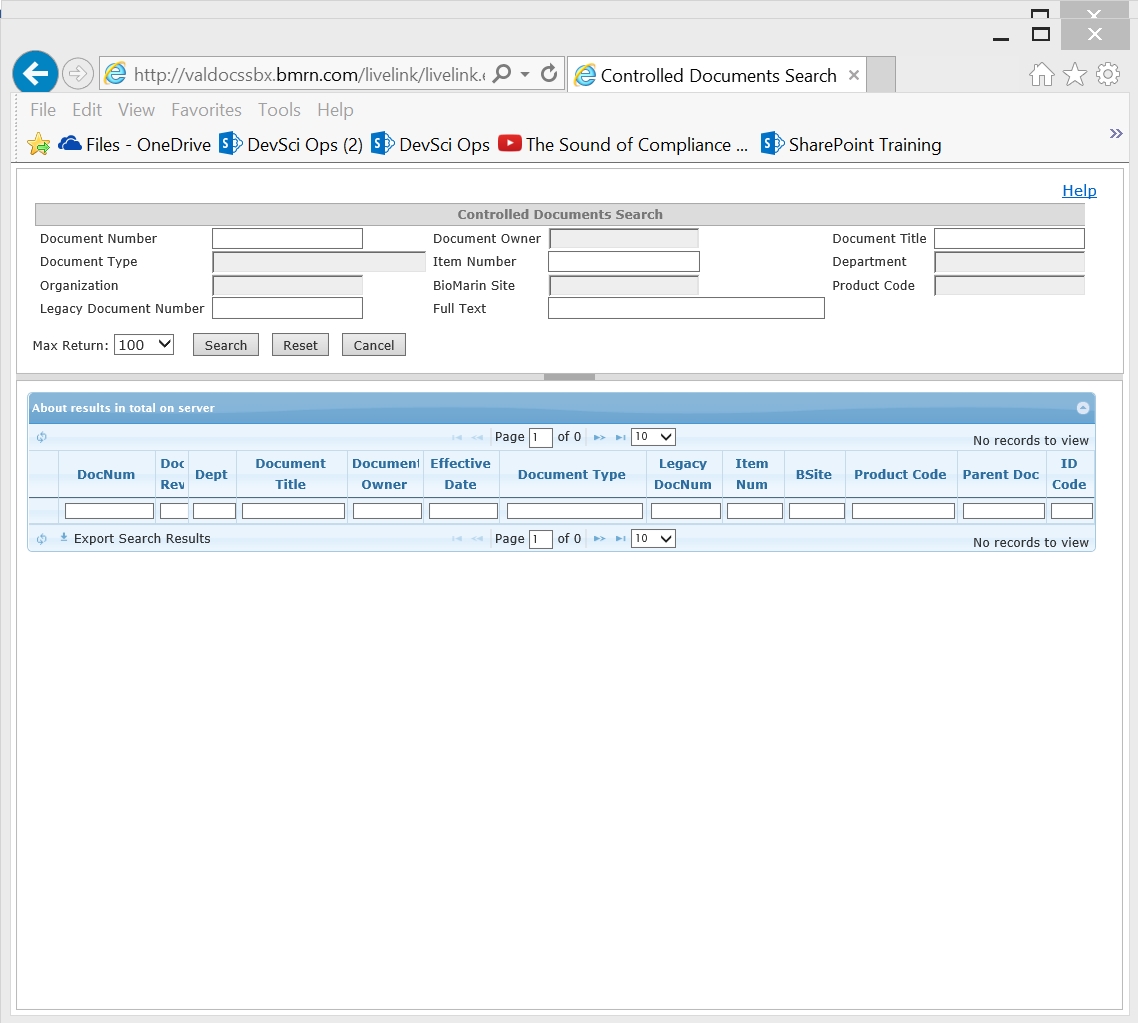 http://valdocssbx.bmrn.com/livelink/livelink.e
Controlled Documents Search
File Edit View Favorites Tools Help
Files - OneDrive DevSci Ops (2) DevSci Ops The Sound of Compliance ... SharePoint Training
Help
Controlled Documents Search
Document Number Document Owner Document Title
Document Type Item Number Department
Organization BioMarin Site Product Code
Legacy Document Number Full Text
Max Return: 100 Search Reset Cancel
About results in total on server
Page 1 of 0 10 No records to view
DocNum Doc Rev Dept Document Title Document Owner Effective Date Document Type Legacy DocNum Item Num BSite Product Code Parent Doc ID Code
Export Search Results Page 1 of 0 10 No records to view